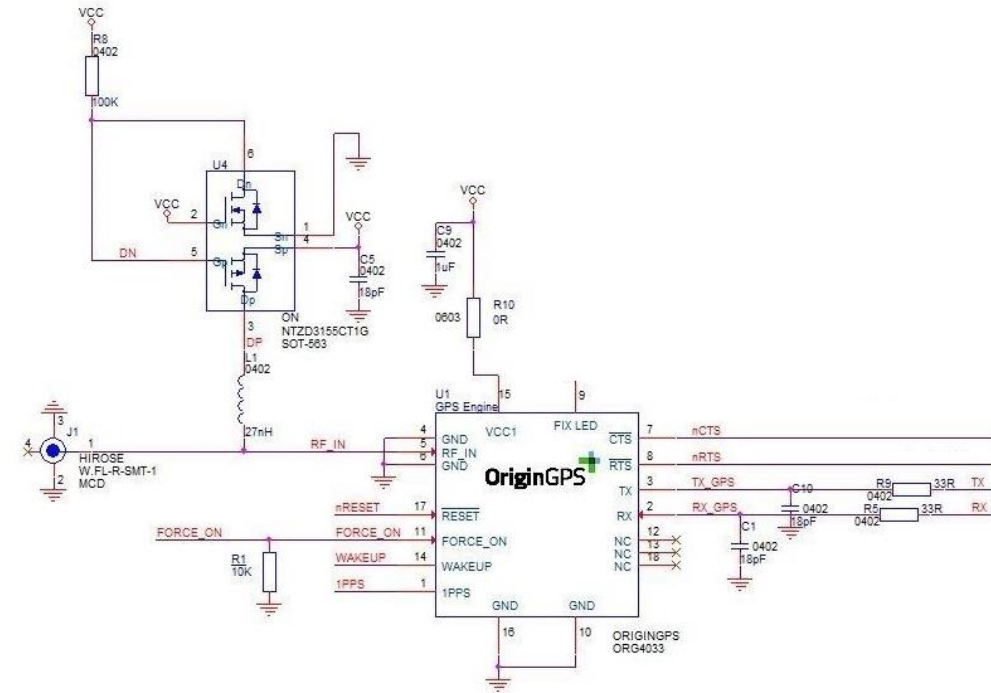 VCC
R8
0402
100K
U4
6
Dn
VCC
2
Gn
Sn
1
Sp
4
VCC
DN
5
Gp
Dp
C5
0402
18pF
3
DP
ON
NTZD3155CT1G
SOT-563
L1
0402
27nH
VCC
C9
0402
1uF
0603
R10
0R
U1
GPS Engine
15
9
VCC1
FIX LED
3
J1
4
1
HIROSE
W.FL-R-SMT-1
MCD
2
RF_IN
4
GND
5
RF_IN
6
GND
OriginGPS
CTS
7
nCTS
RTS
8
nRTS
TX
3
TX_GPS
R9
33R
0402
TX
RX
2
RX_GPS
R5
33R
0402
RX
C10
0402
18pF
C1
0402
18pF
nRESET
17
RESET
FORCE_ON
FORCE_ON
11
FORCE_ON
R1
10K
WAKEUP
14
WAKEUP
1PPS
1
1PPS
NC
12
NC
13
NC
18
GND
GND
16
10
ORIGINGPS
ORG4033